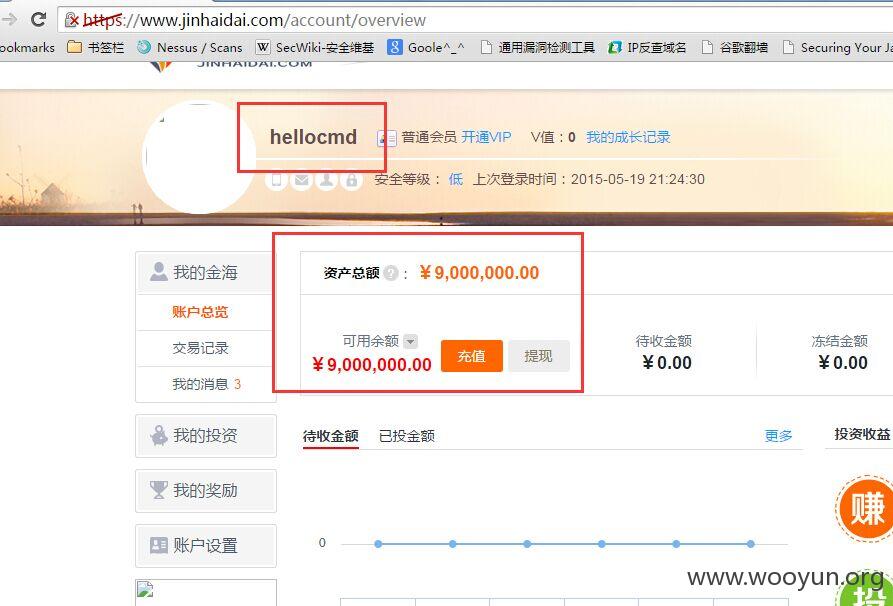 https://www.jinhaidai.com/account/overview
ookmarks 书签栏 Nessus / Scans SecWiki-安全维基 Goole^_^ 通用漏洞检测工具 IP反查域名 谷歌翻墙 Securing Your Ja
JINHAIDAI.COM
hellocmd 普通会员 开通VIP V值：0 我的成长记录
安全等级： 低 上次登录时间：2015-05-19 21:24:30
我的金海
账户总览
交易记录
我的消息 3
我的投资
我的奖励
账户设置
资产总额 ? ： ¥9,000,000.00
可用余额
¥9,000,000.00 充值 提现
待收金额
¥0.00
冻结金额
¥0.00
待收金额 已投金额 更多
投资收益
赚
0
www.wooyun.org
投